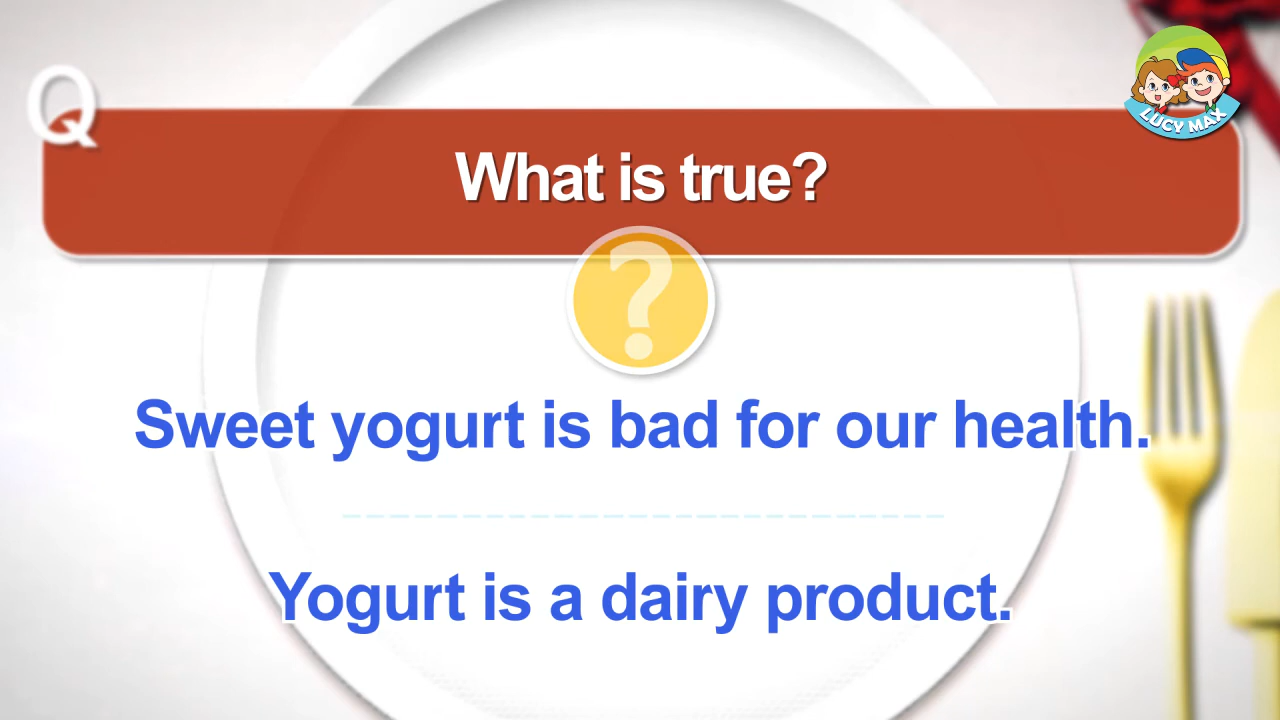 Q
LUCY MAX
What is true?
?
Sweet yogurt is bad for our health.
Yogurt is a dairy product.